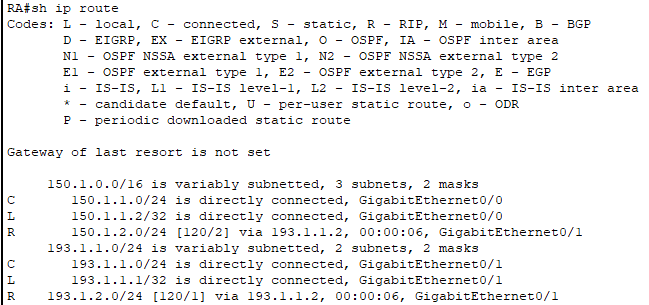 RA#sh ip route
Codes: L - local, C - connected, S - static, R - RIP, M - mobile, B - BGP
D - EIGRP, EX - EIGRP external, O - OSPF, IA - OSPF inter area
N1 - OSPF NSSA external type 1, N2 - OSPF NSSA external type 2
E1 - OSPF external type 1, E2 - OSPF external type 2, E - EGP
i - IS-IS, L1 - IS-IS level-1, L2 - IS-IS level-2, ia - IS-IS inter area
* - candidate default, U - per-user static route, o - ODR
P - periodic downloaded static route
Gateway of last resort is not set
150.1.0.0/16 is variably subnetted, 3 subnets, 2 masks
C 150.1.1.0/24 is directly connected, GigabitEthernet0/0
L 150.1.1.2/32 is directly connected, GigabitEthernet0/0
R 150.1.2.0/24 [120/2] via 193.1.1.2, 00:00:06, GigabitEthernet0/1
193.1.1.0/24 is variably subnetted, 2 subnets, 2 masks
C 193.1.1.0/24 is directly connected, GigabitEthernet0/1
L 193.1.1.1/32 is directly connected, GigabitEthernet0/1
R 193.1.2.0/24 [120/1] via 193.1.1.2, 00:00:06, GigabitEthernet0/1